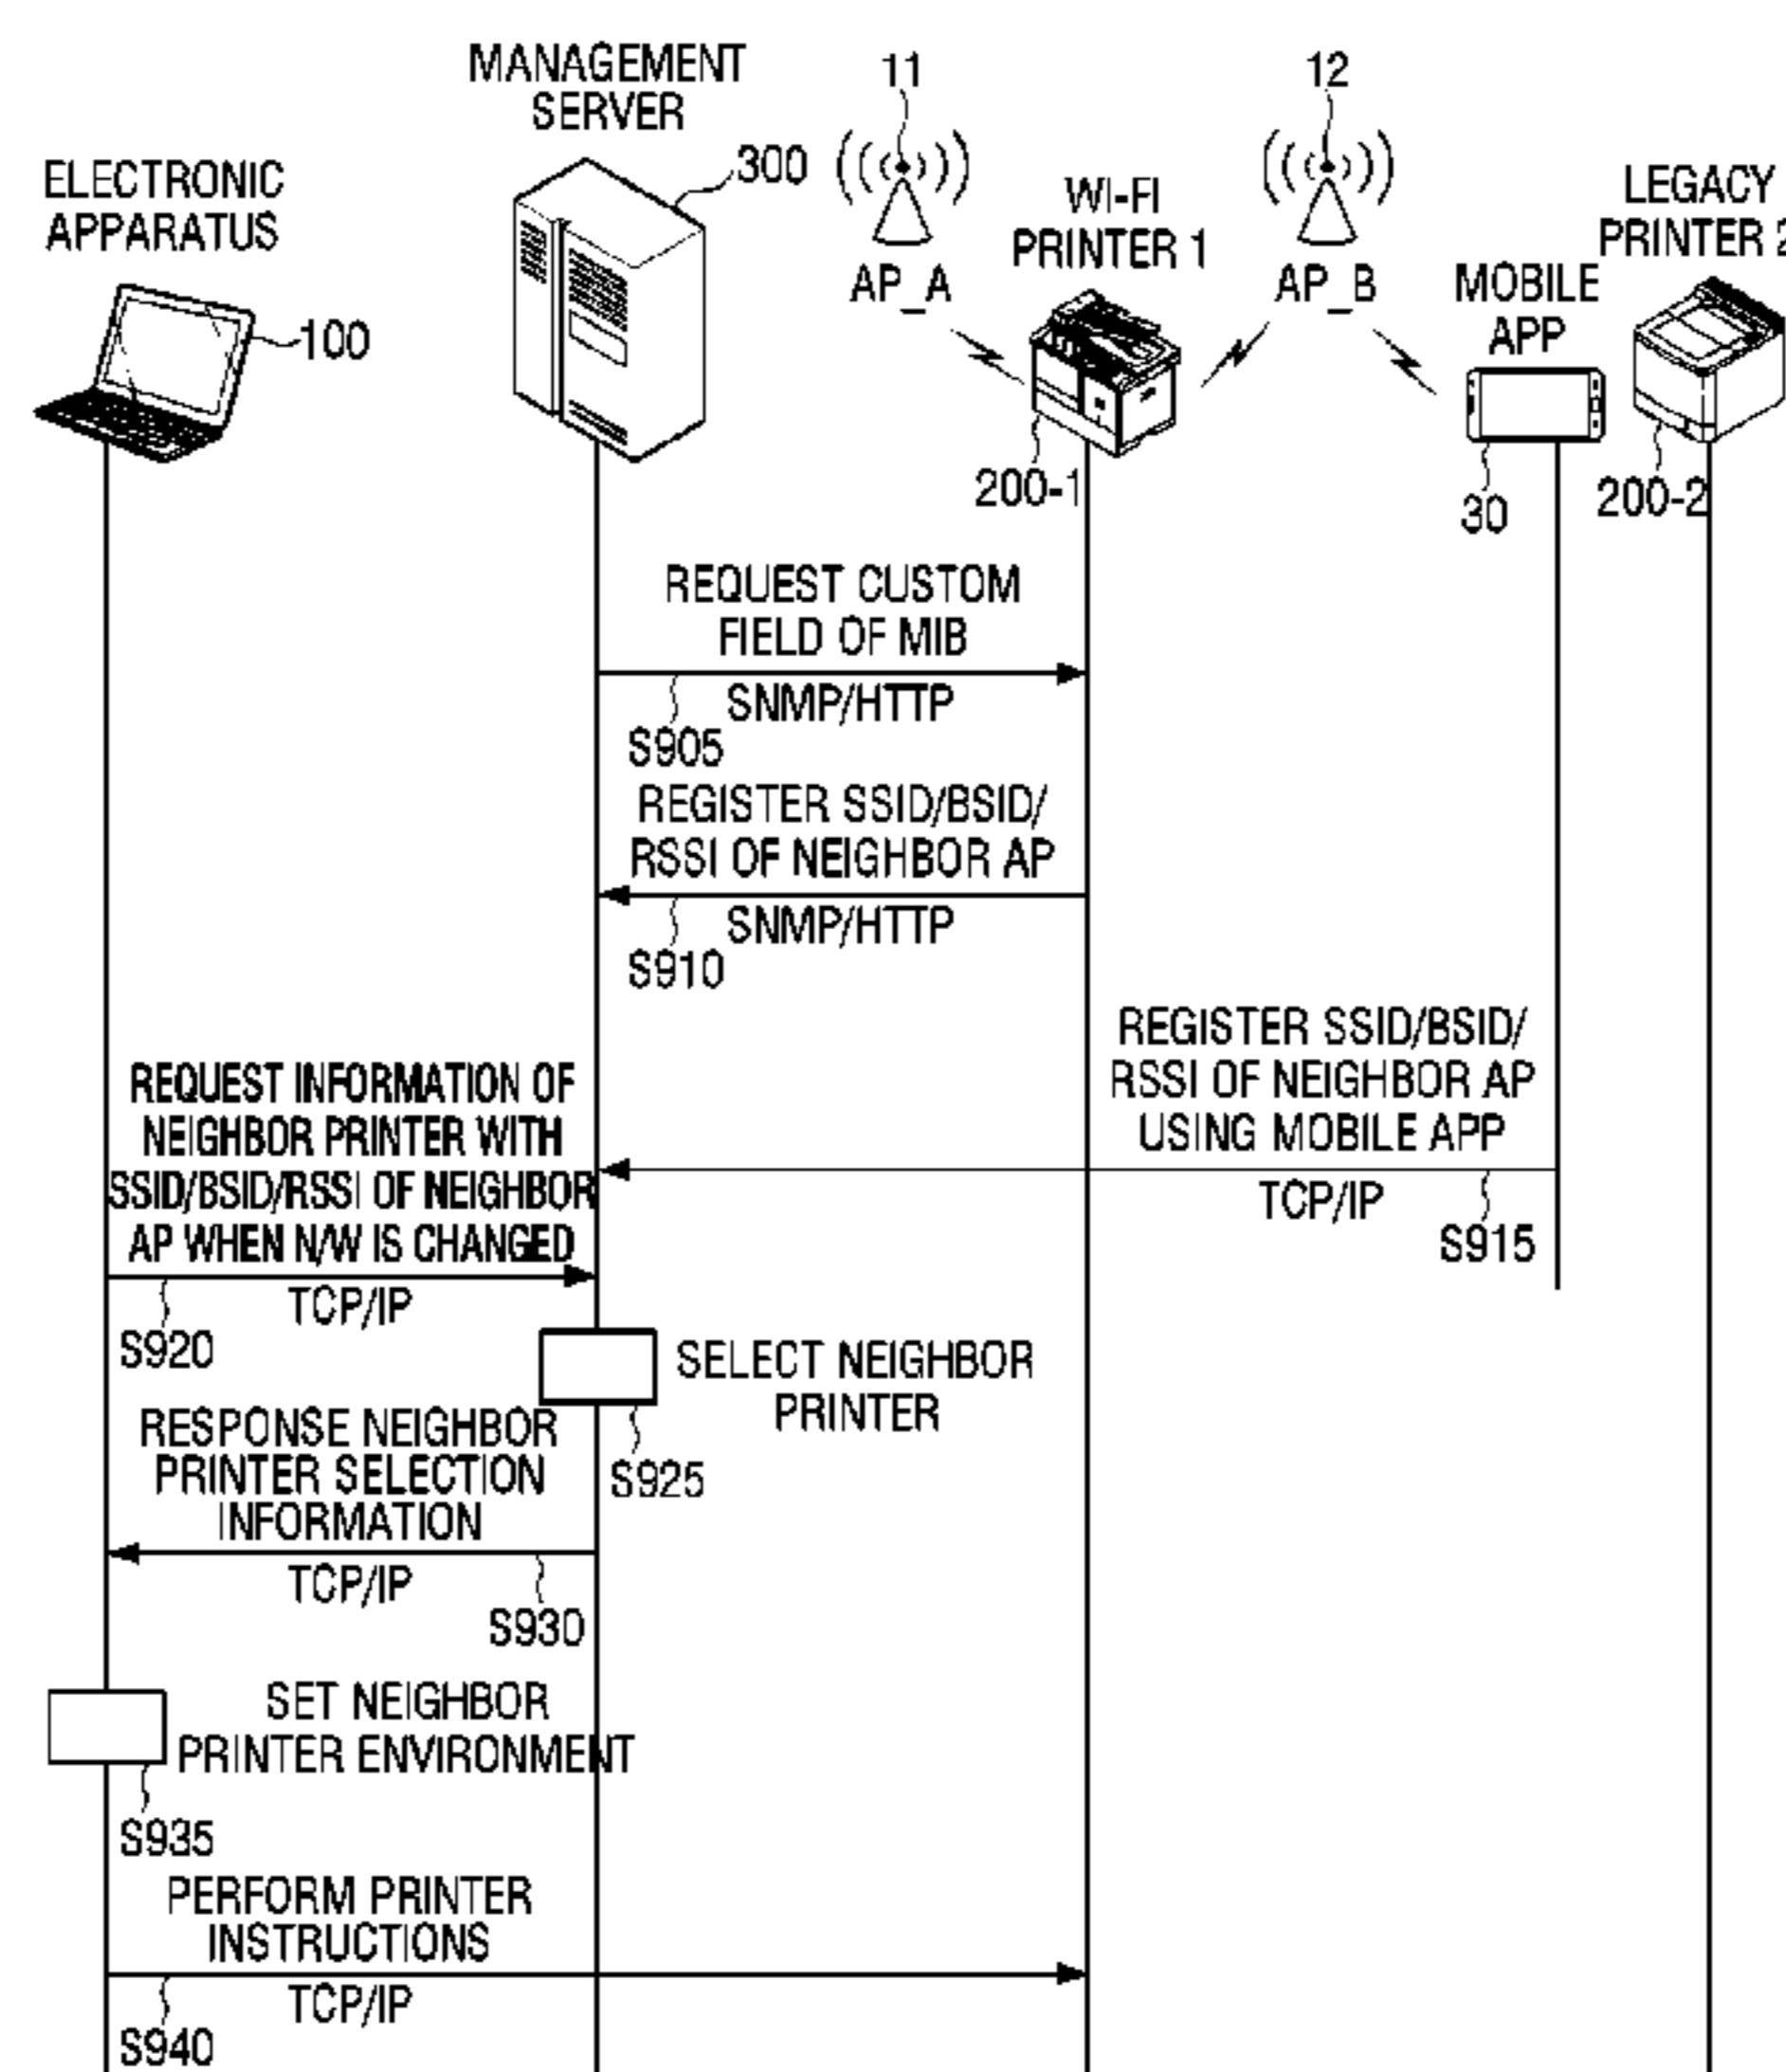 MANAGEMENT
SERVER
300
11
12
ELECTRONIC
APPARATUS
100
AP_A
WI-FI
PRINTER 1
200-1
AP_B
MOBILE
APP
30
LEGACY
PRINTER 2
200-2
REQUEST CUSTOM
FIELD OF MIB
SNMP/HTTP
S905
REGISTER SSID/BSID/
RSSI OF NEIGHBOR AP
SNMP/HTTP
S910
REGISTER SSID/BSID/
RSSI OF NEIGHBOR AP
USING MOBILE APP
TCP/IP
S915
REQUEST INFORMATION OF
NEIGHBOR PRINTER WITH
SSID/BSID/RSSI OF NEIGHBOR
AP WHEN N/W IS CHANGED
TCP/IP
S920
SELECT NEIGHBOR
PRINTER
S925
RESPONSE NEIGHBOR
PRINTER SELECTION
INFORMATION
TCP/IP
S930
SET NEIGHBOR
PRINTER ENVIRONMENT
S935
PERFORM PRINTER
INSTRUCTIONS
TCP/IP
S940